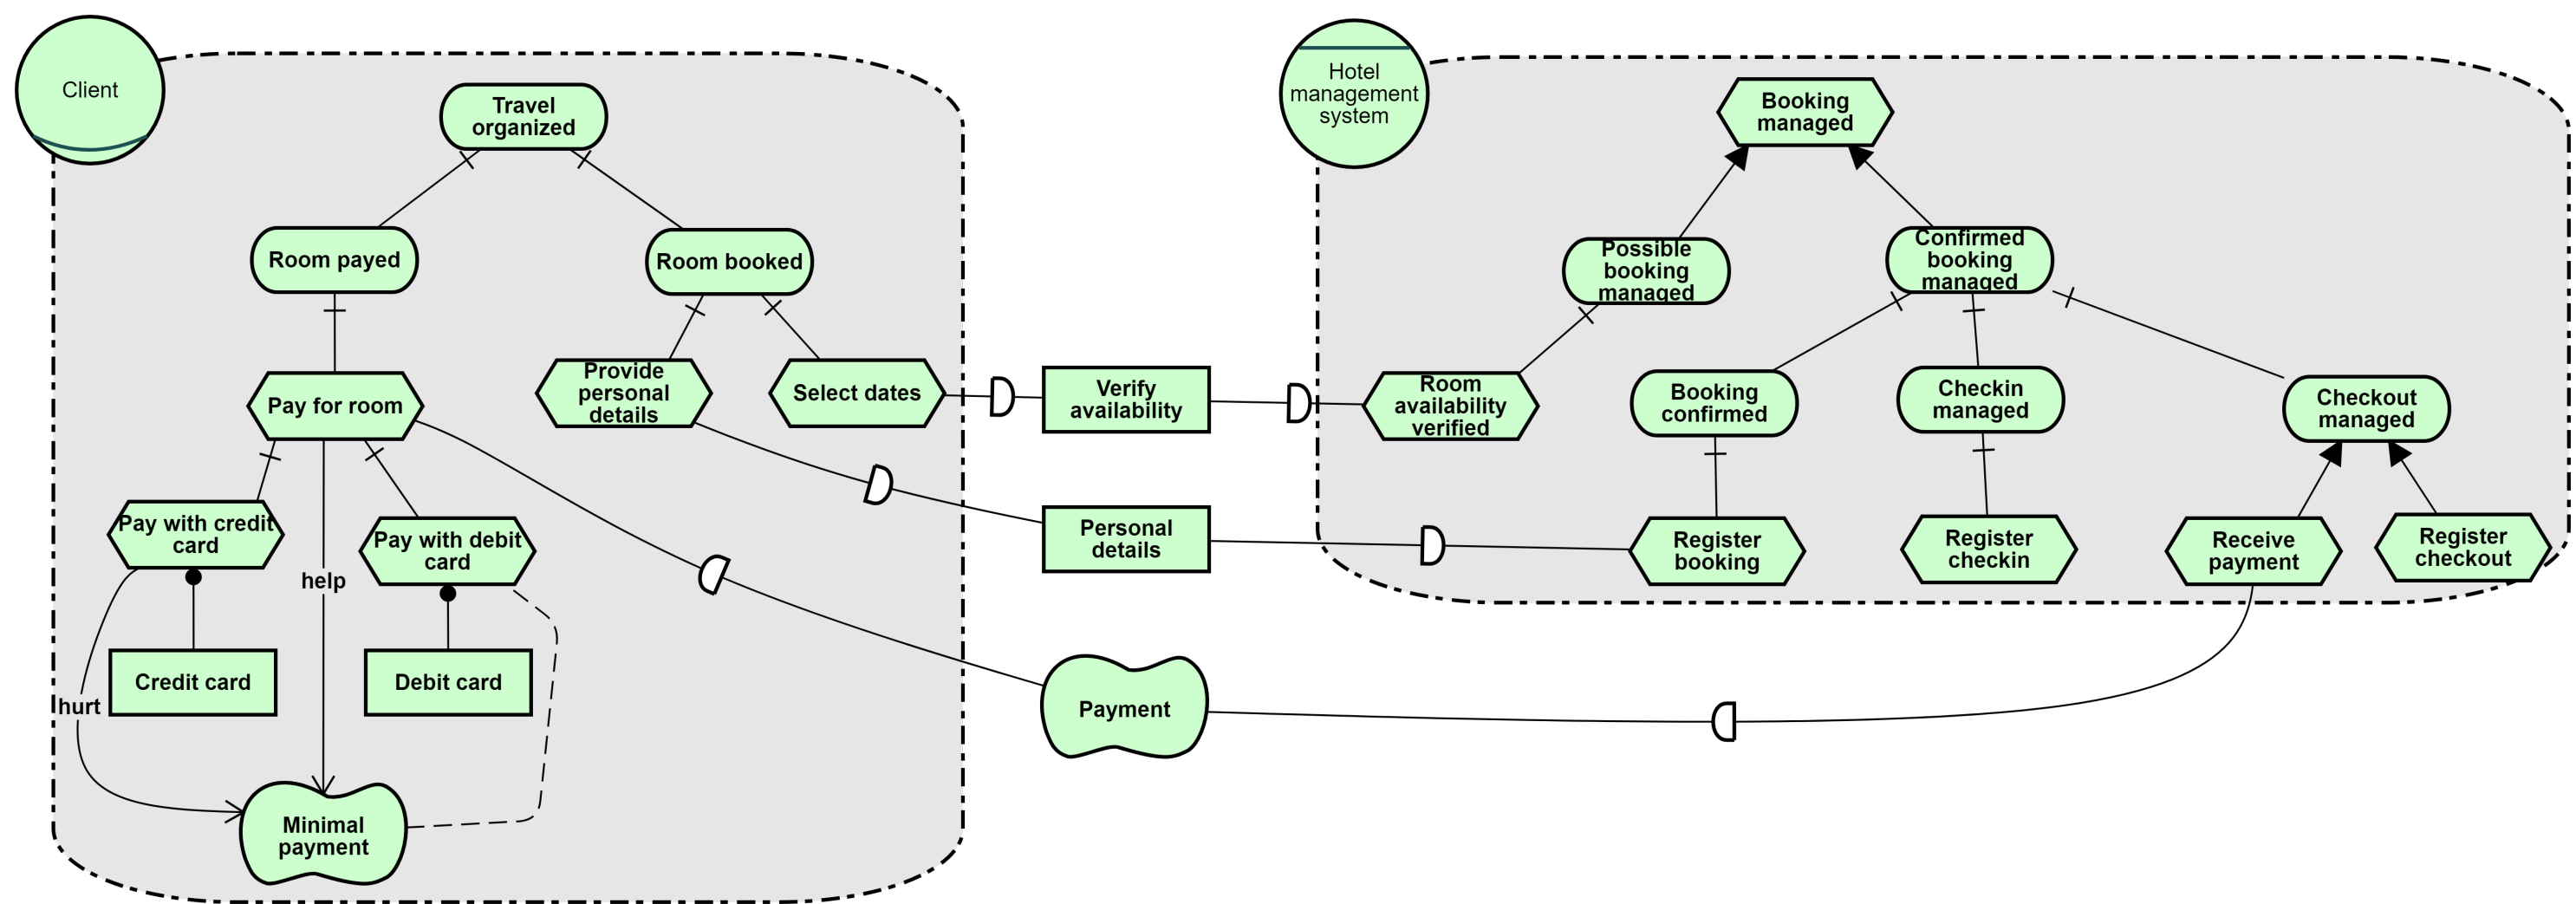 Client
Travel
organized
Room payed
Room booked
Pay for room
Provide
personal
details
Select dates
Pay with credit
card
Pay with debit
card
help
hurt
Credit card
Debit card
Minimal
payment
Verify
availability
Personal
details
Payment
Hotel
management
system
Booking
managed
Possible
booking
managed
Confirmed
booking
managed
Room
availability
verified
Booking
confirmed
Checkin
managed
Checkout
managed
Register
booking
Register
checkin
Receive
payment
Register
checkout